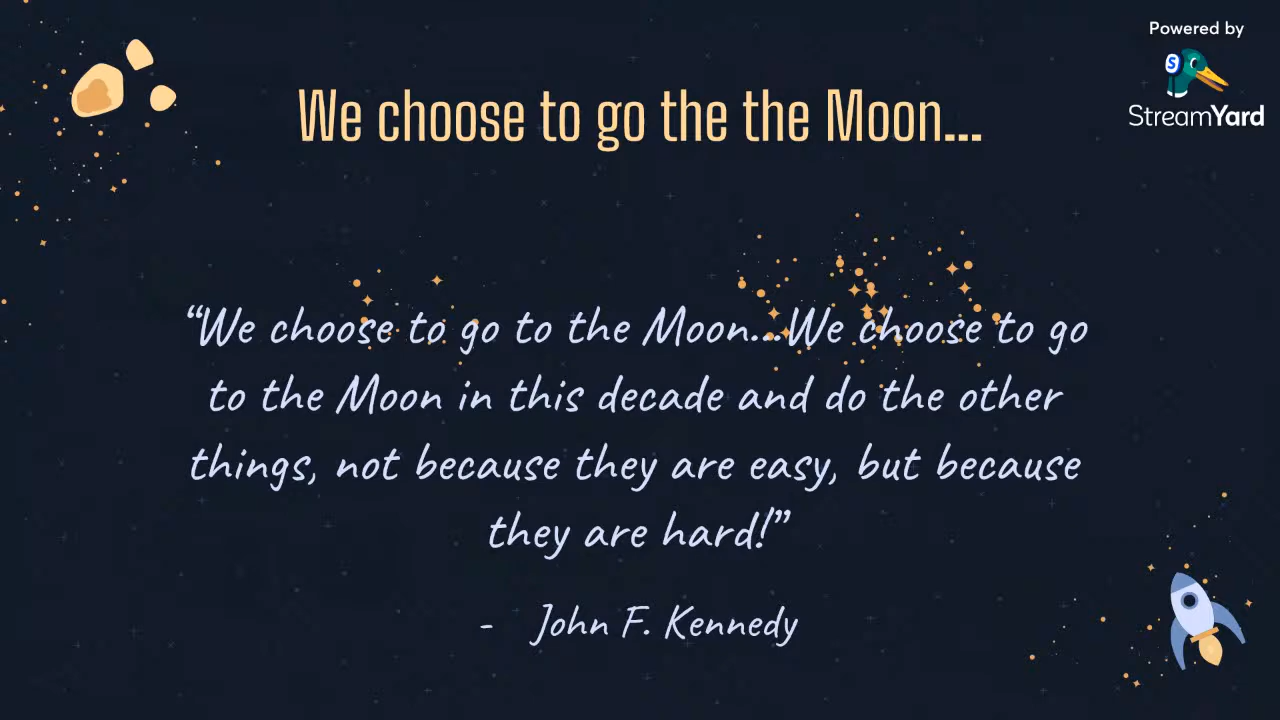 Powered by
S
StreamYard
We choose to go the the Moon...
“We choose to go to the Moon...We choose to go
to the Moon in this decade and do the other
things, not because they are easy, but because
they are hard!”
- John F. Kennedy